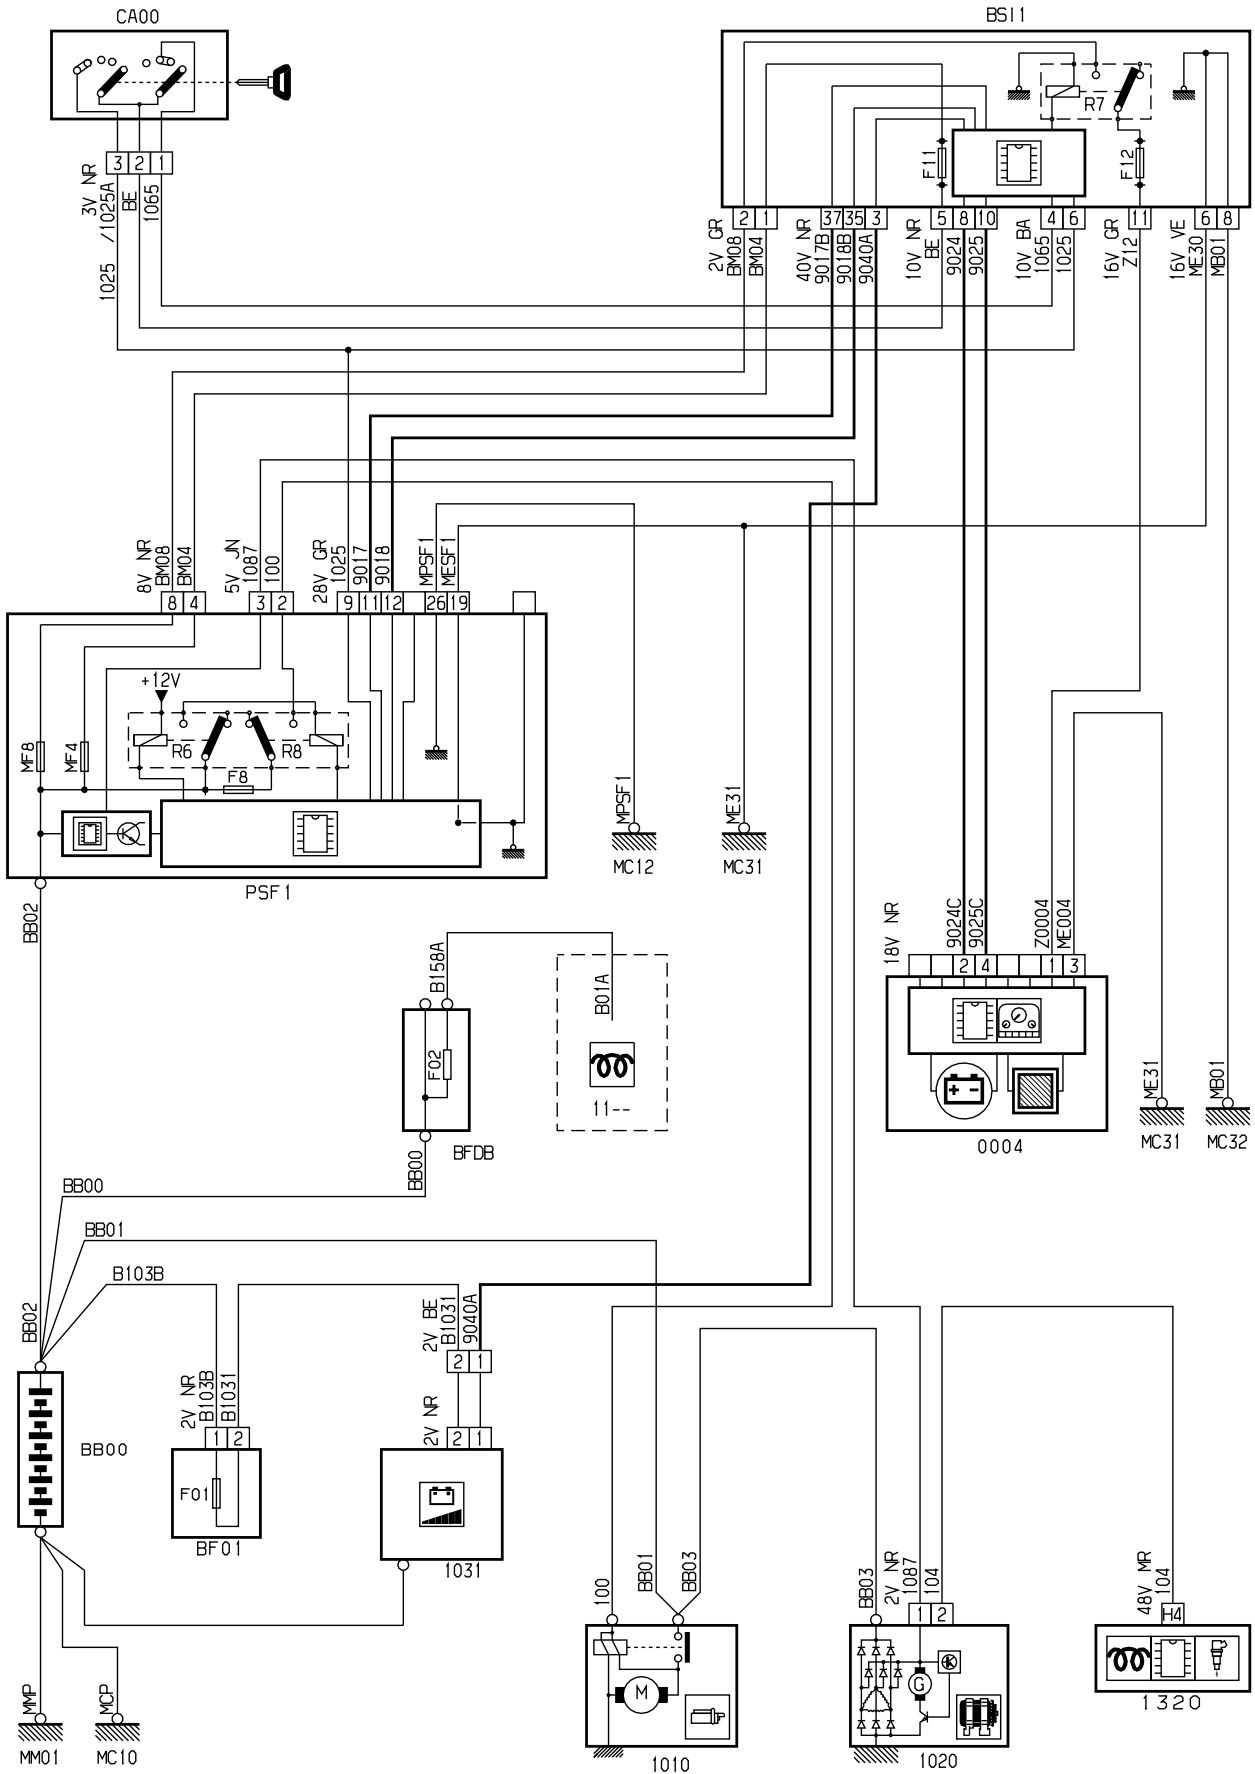 CA00
BSI1
R7
F11
F12
3 2 1
3V NR
/1025A
BE
1065
1025
2 1 37 35 3 5 8 10 4 6 11 6 8
2V GR
BM08
BM04
40V NR
9017B
9018B
9040A
10V NR
BE
9024
9025
10V BA
1065
1025
16V GR
Z12
16V VE
ME30
MB01
8V NR
BM08
BM04
5V JN
1087
100
28V GR
1025
9017
9018
MPSF1
MESF1
8 4 3 2 9 11 12 26 19
+12V
MF8
MF4
R6
R8
F8
PSF1
MPSF1
MC12
ME31
MC31
BB02
18V NR
9024C
9025C
Z0004
ME004
2 4 1 3
+ -
0004
ME31
MC31
MB01
MC32
B158A
B01A
F02
11--
BFDB
BB00
BB00
BB01
B103B
BB02
2V NR
B103B
B1031
1 2
F01
BF01
2V BE
B1031
9040A
2 1
2V NR
2 1
1031
BB00
MMP
MM01
MCP
MC10
100
BB01
BB03
M
1010
BB03
2V NR
1087
104
1 2
G
1020
48V MR
104
H4
1320